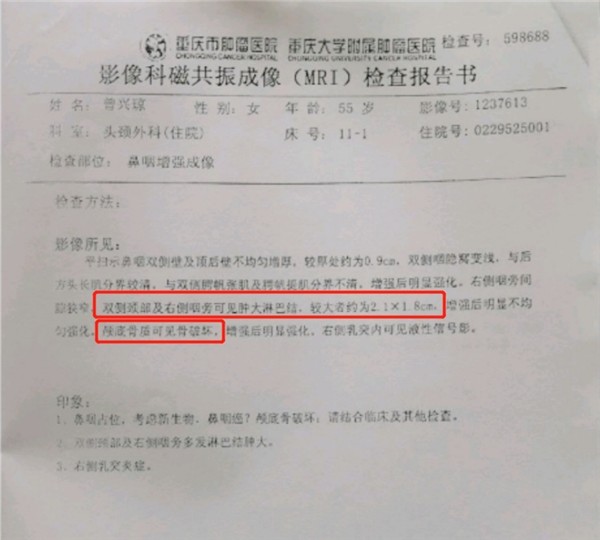 重庆市肿瘤医院 重庆大学附属肿瘤医院 检查号: 598688
CHONGQING CANCER HOSPITAL CHONGQING UNIVERSITY CANCER HOSPITAL
影像科磁共振成像(MRI)检查报告书
姓 名: 曾兴琼 性 别: 女 年 龄: 55 岁 影像号: 1237613
科 室: 头颈外科(住院) 床 号: 11-1 住院号: 0229525001
检查部位: 鼻咽增强成像
检查方法:
影像所见:
平扫示鼻咽双侧壁及顶后壁不均匀增厚,较厚处约为0.9cm,双侧咽隐窝变线,与后
方头长肌分界较清,与双侧腭帆张肌及腭帆提肌分界不清,增强后明显强化。右侧咽旁间
隙狭窄。双侧颈部及右侧咽旁可见肿大淋巴结,较大者约为2.1×1.8cm,增强后明显不均
匀强化。颅底骨质可见骨破坏,增强后明显强化。右侧乳突内可见液性信号影。
印象:
1、鼻咽占位,考虑新生物,鼻咽癌?颅底骨破坏;请结合临床及其他检查。
2、双侧颈部及右侧咽旁多发淋巴结肿大。
3、右侧乳突炎症。